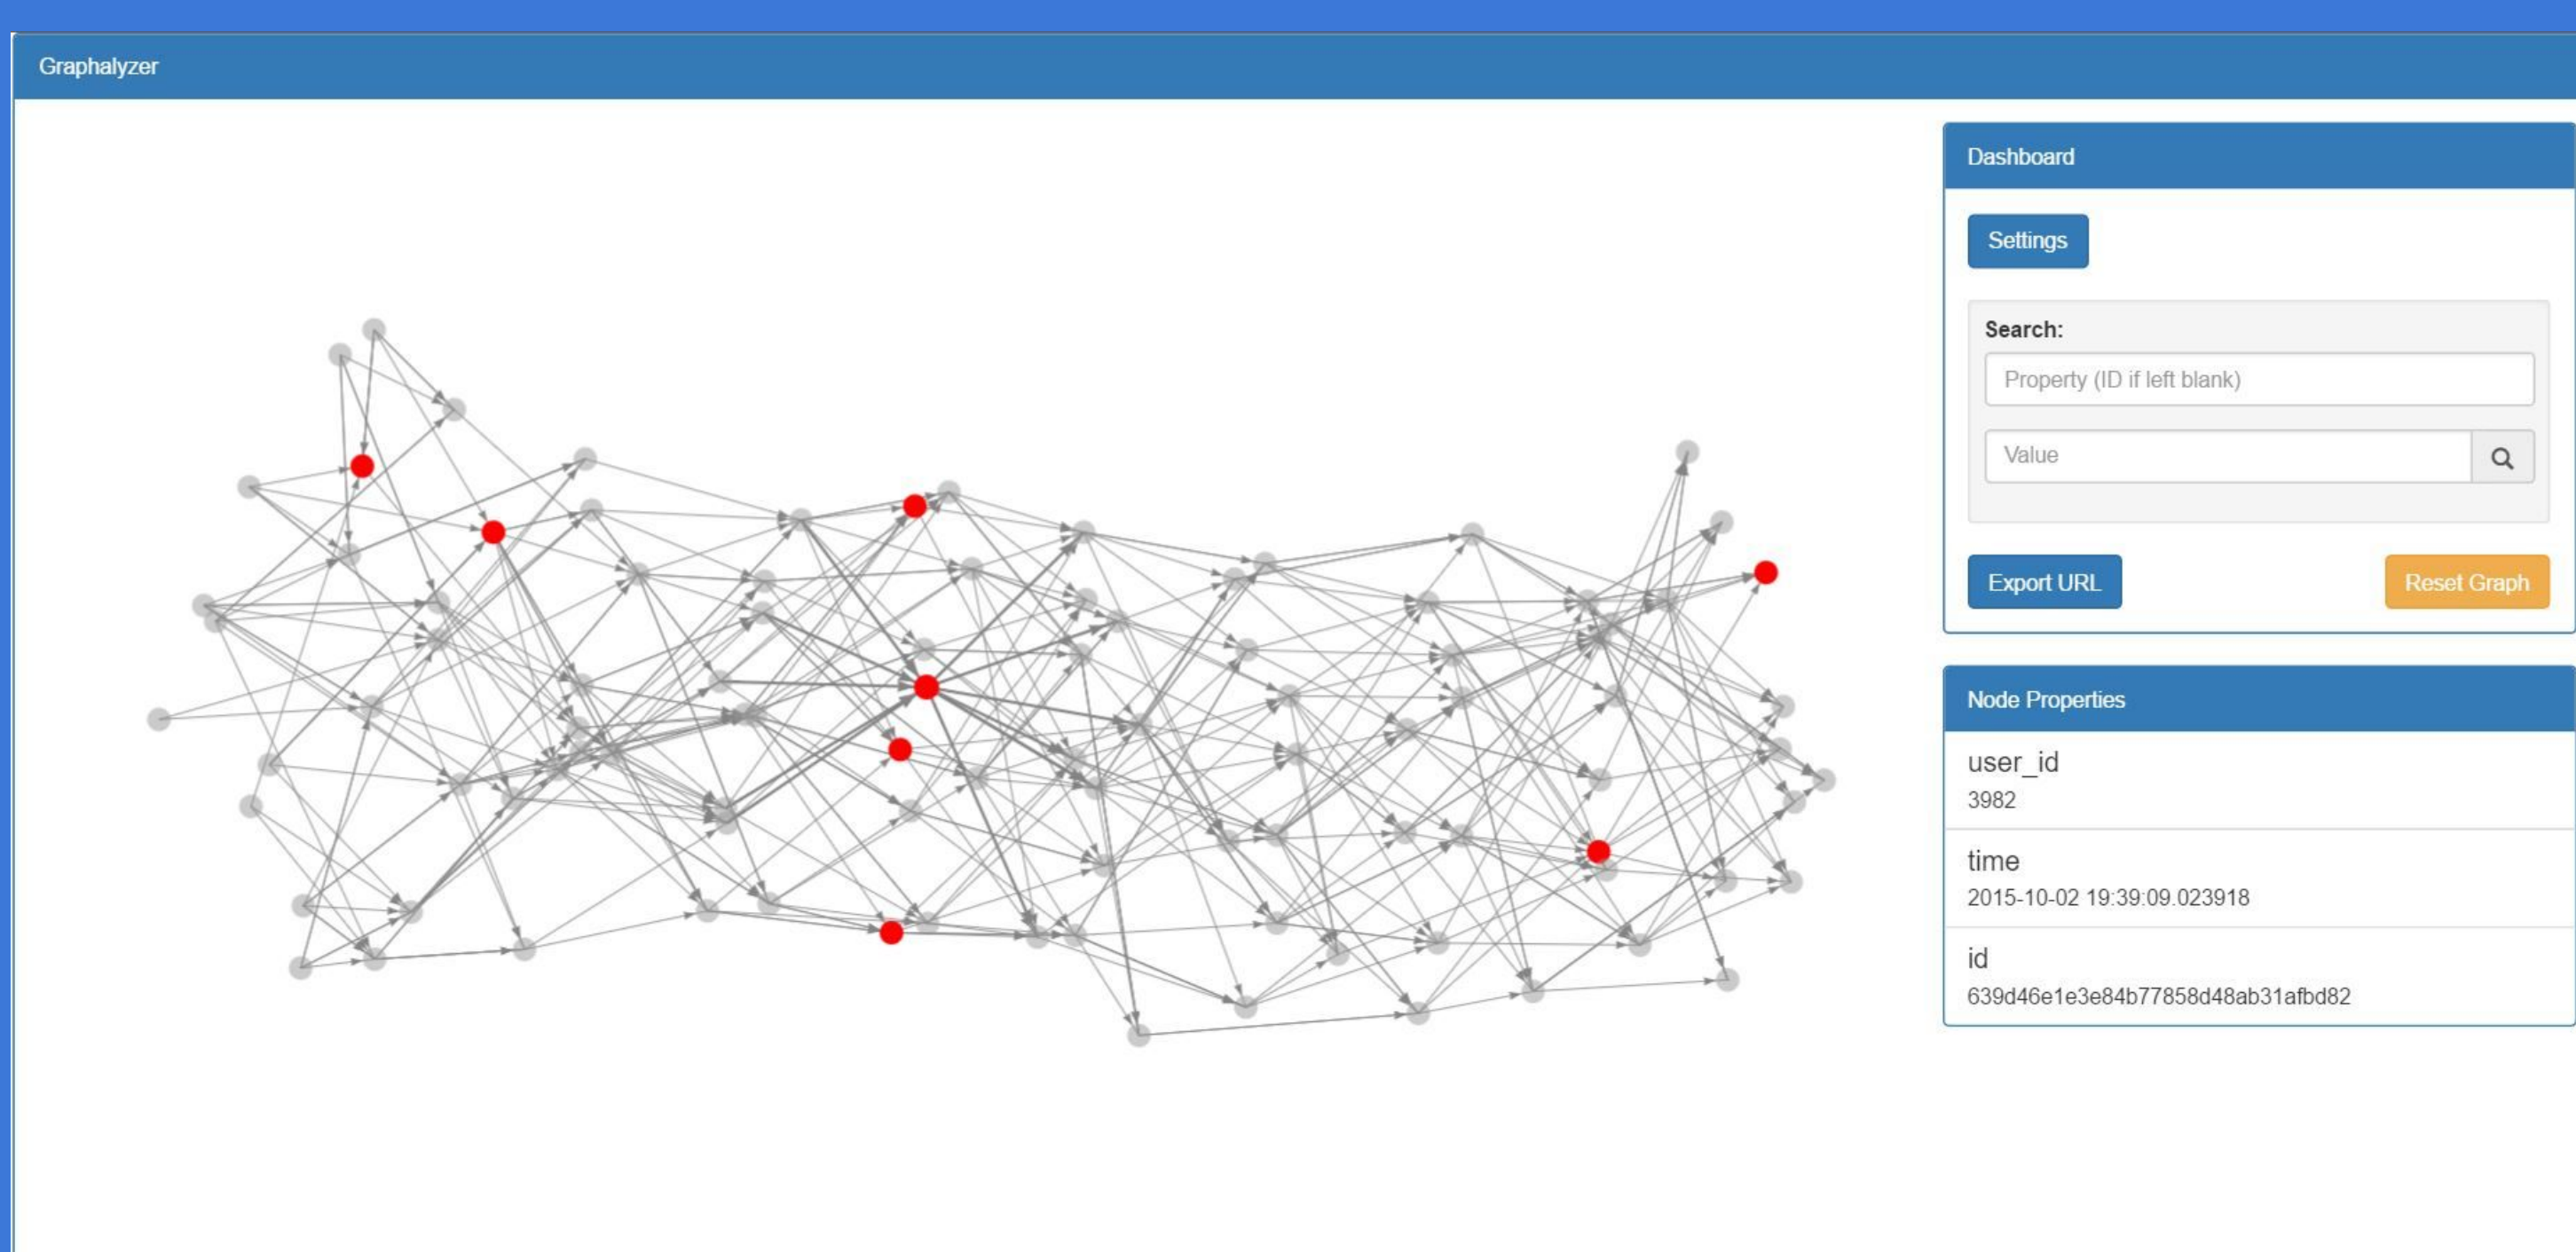 Graphalyzer
Dashboard
Settings
Search:
Property (ID if left blank)
Value
Export URL
Reset Graph
Node Properties
user_id
3982
time
2015-10-02 19:39:09.023918
id
639d46e1e3e84b77858d48ab31afbd82